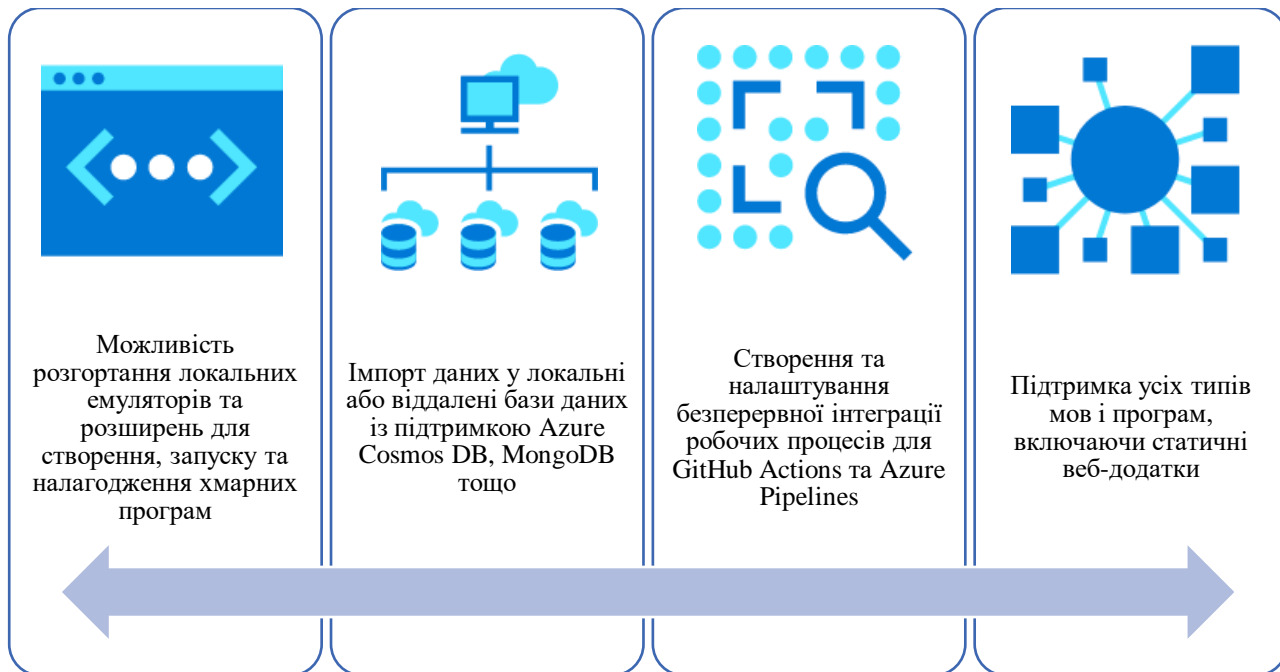 Можливість
розгортання локальних
емуляторів та
розширень для
створення, запуску та
налагодження хмарних
програм
Імпорт даних у локальні
або віддалені бази даних
із підтримкою Azure
Cosmos DB, MongoDB
тощо
Створення та
налаштування
безперервної інтеграції
робочих процесів для
GitHub Actions та Azure
Pipelines
Підтримка усіх типів
мов і програм,
включаючи статичні
веб-додатки